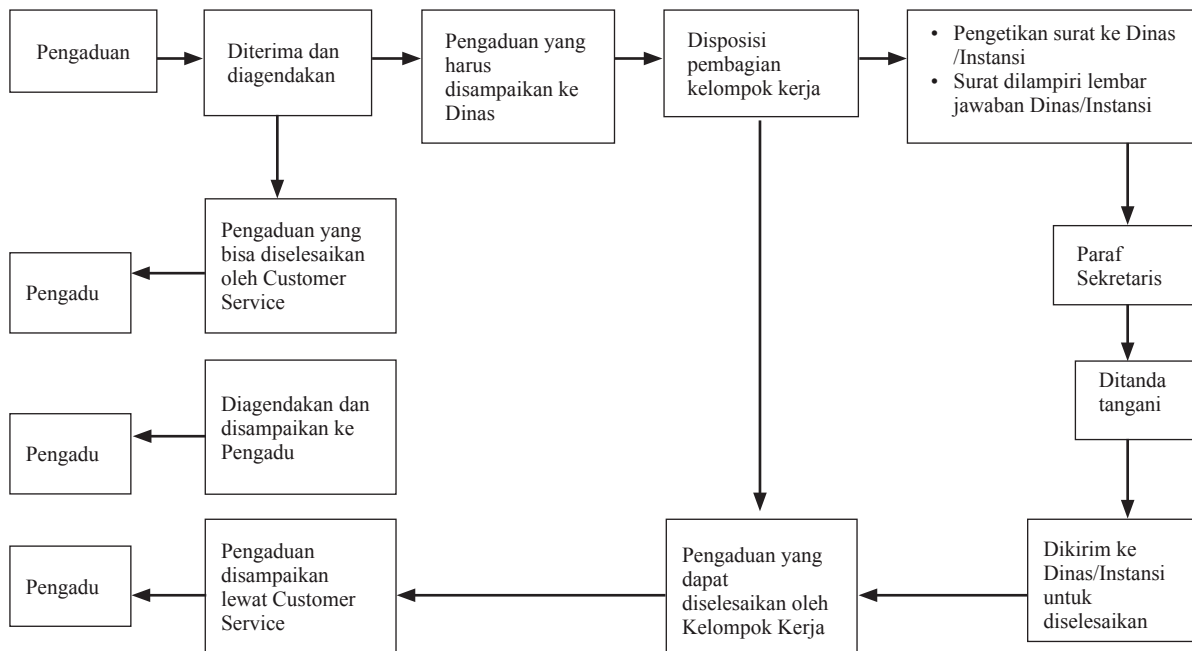 Pengaduan
Diterima dan
diagendakan
Pengaduan yang
harus
disampaikan ke
Dinas
Disposisi
pembagian
kelompok kerja
• Pengetikan surat ke Dinas
/Instansi
• Surat dilampiri lembar
jawaban Dinas/Instansi
Pengadu
Pengaduan yang
bisa diselesaikan
oleh Customer
Service
Paraf
Sekretaris
Pengadu
Diagendakan dan
disampaikan ke
Pengadu
Ditanda
tangani
Pengadu
Pengaduan
disampaikan
lewat Customer
Service
Pengaduan yang
dapat
diselesaikan oleh
Kelompok Kerja
Dikirim ke
Dinas/Instansi
untuk
diselesaikan